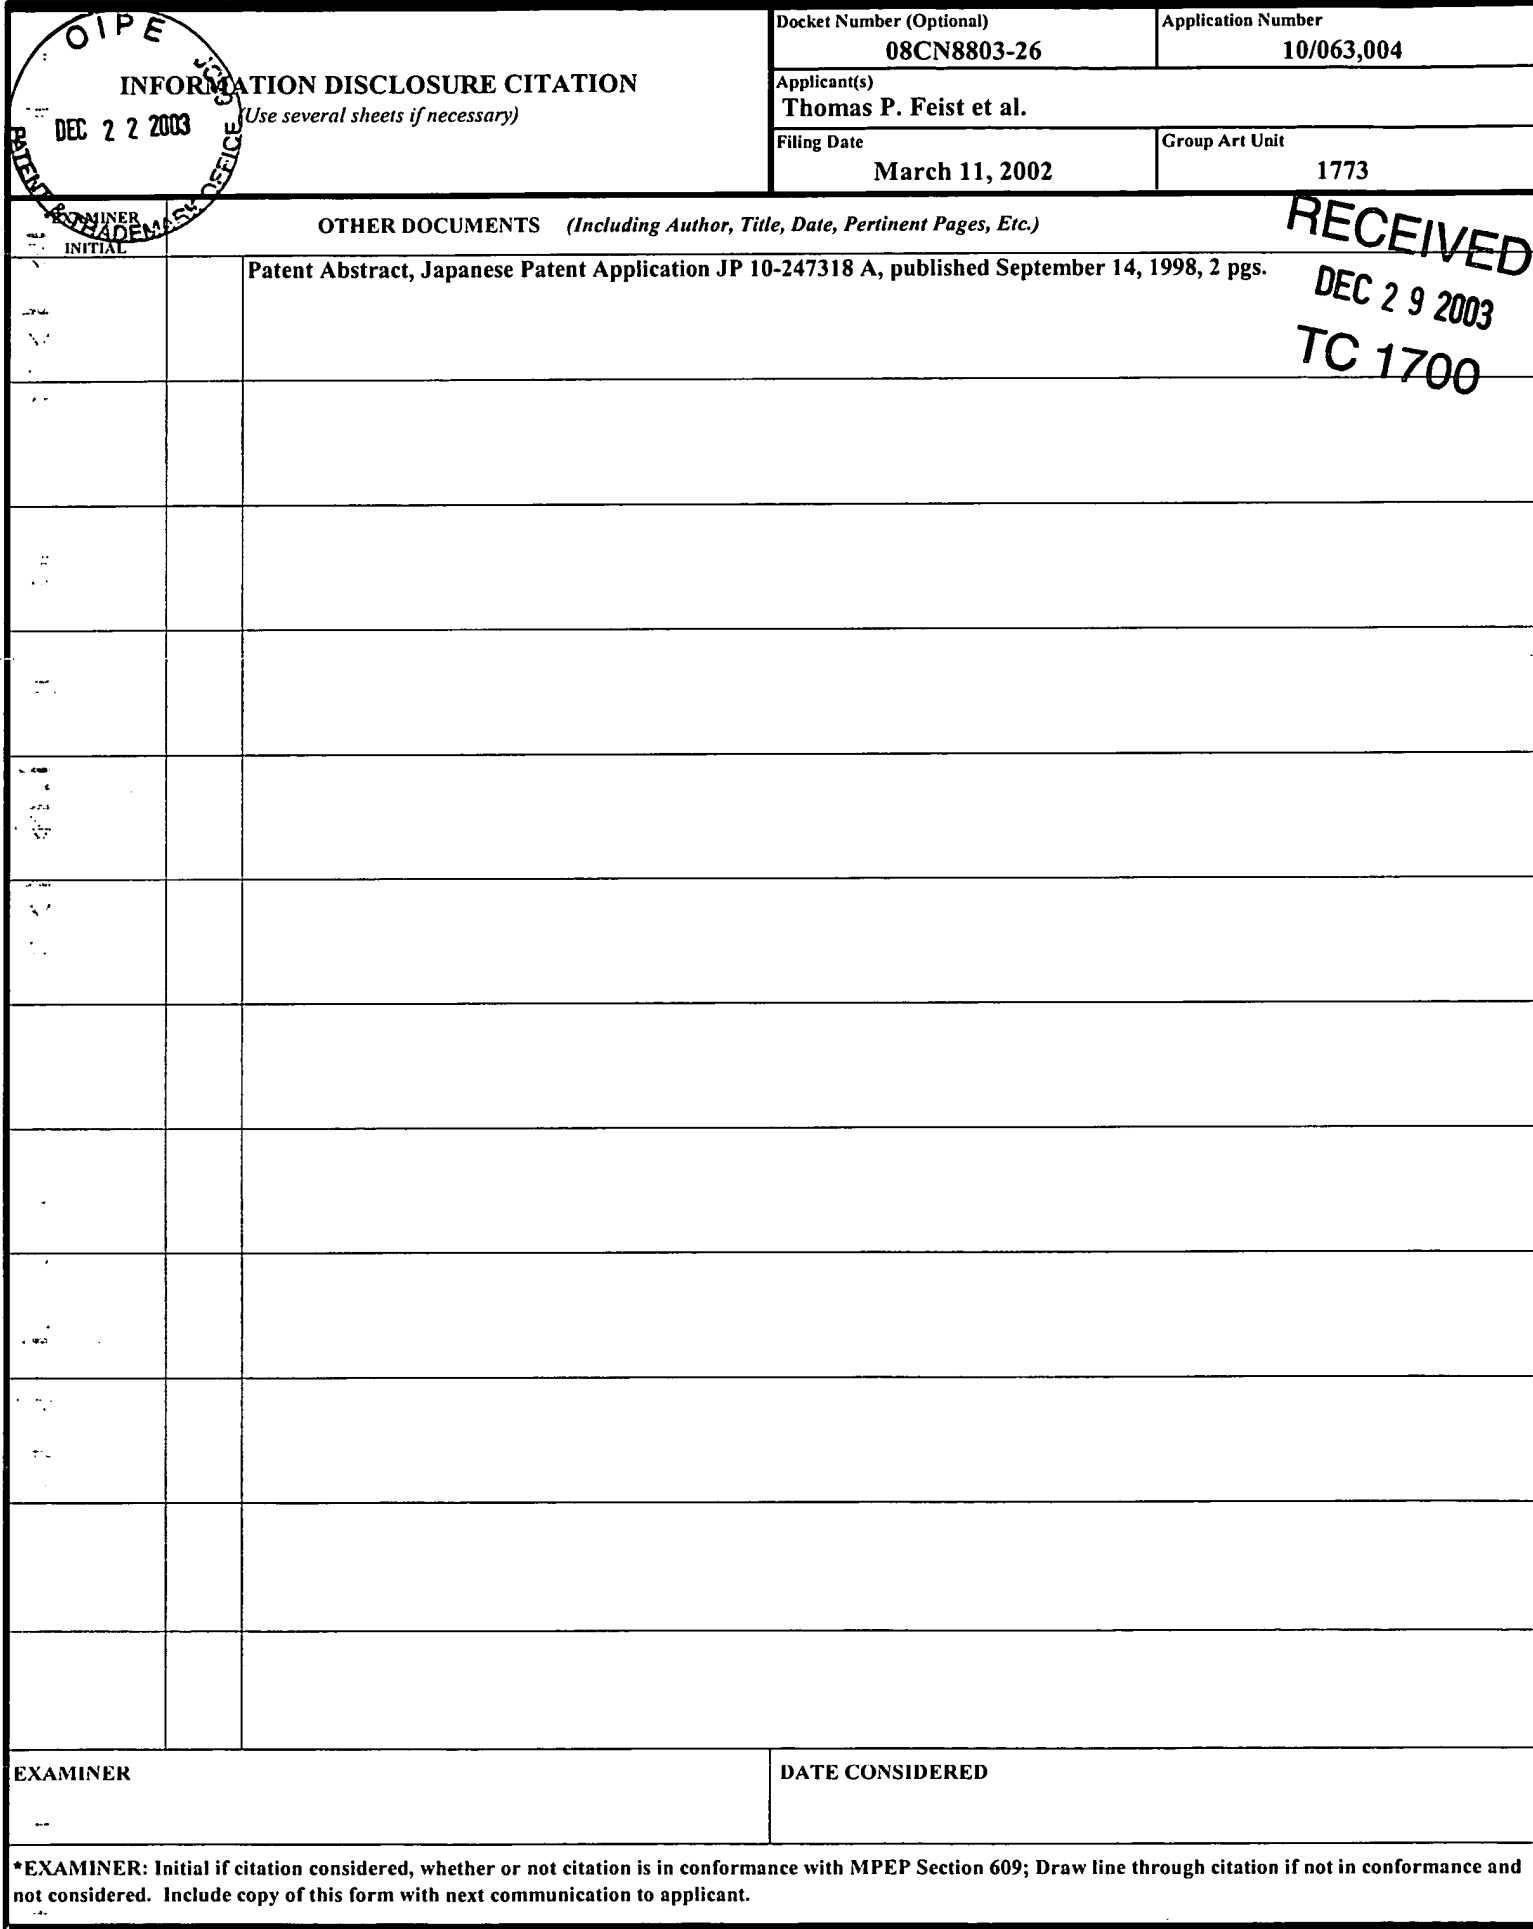 OIPE
JC53
DEC 22 2003
PATENT & TRADEMARK OFFICE
INFORMATION DISCLOSURE CITATION
(Use several sheets if necessary)
Docket Number (Optional)
08CN8803-26
Application Number
10/063,004
Applicant(s)
Thomas P. Feist et al.
Filing Date
March 11, 2002
Group Art Unit
1773
EXAMINER
INITIAL
OTHER DOCUMENTS (Including Author, Title, Date, Pertinent Pages, Etc.)
RECEIVED
DEC 29 2003
TC 1700
Patent Abstract, Japanese Patent Application JP 10-247318 A, published September 14, 1998, 2 pgs.
EXAMINER
DATE CONSIDERED
*EXAMINER: Initial if citation considered, whether or not citation is in conformance with MPEP Section 609; Draw line through citation if not in conformance and
not considered. Include copy of this form with next communication to applicant.